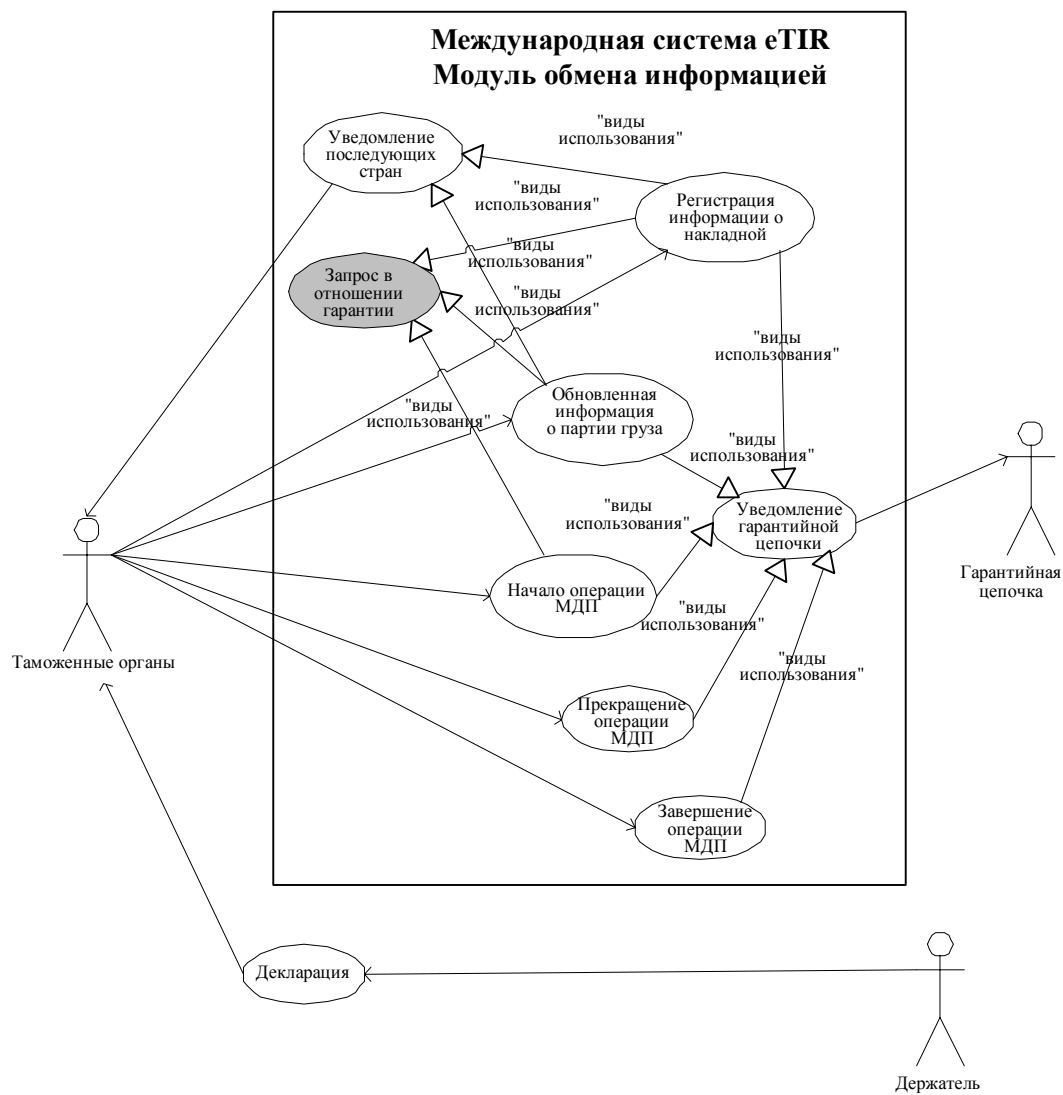 Международная система eTIR
Модуль обмена информацией
"виды
использования"
Уведомление
последующих
стран
"виды
использования"
Регистрация
информации о
накладной
"виды
использования"
Запрос в
отношении
гарантии
"виды
использования"
"виды
использования"
Обновленная
информация
о партии груза
"виды
использования"
"виды
использования"
"виды
использования"
Уведомление
гарантийной
цепочки
Гарантийная
цепочка
Начало операции
МДП
"виды
использования"
Таможенные органы
"виды
использования"
Прекращение
операции
МДП
Завершение
операции
МДП
Декларация
Держатель